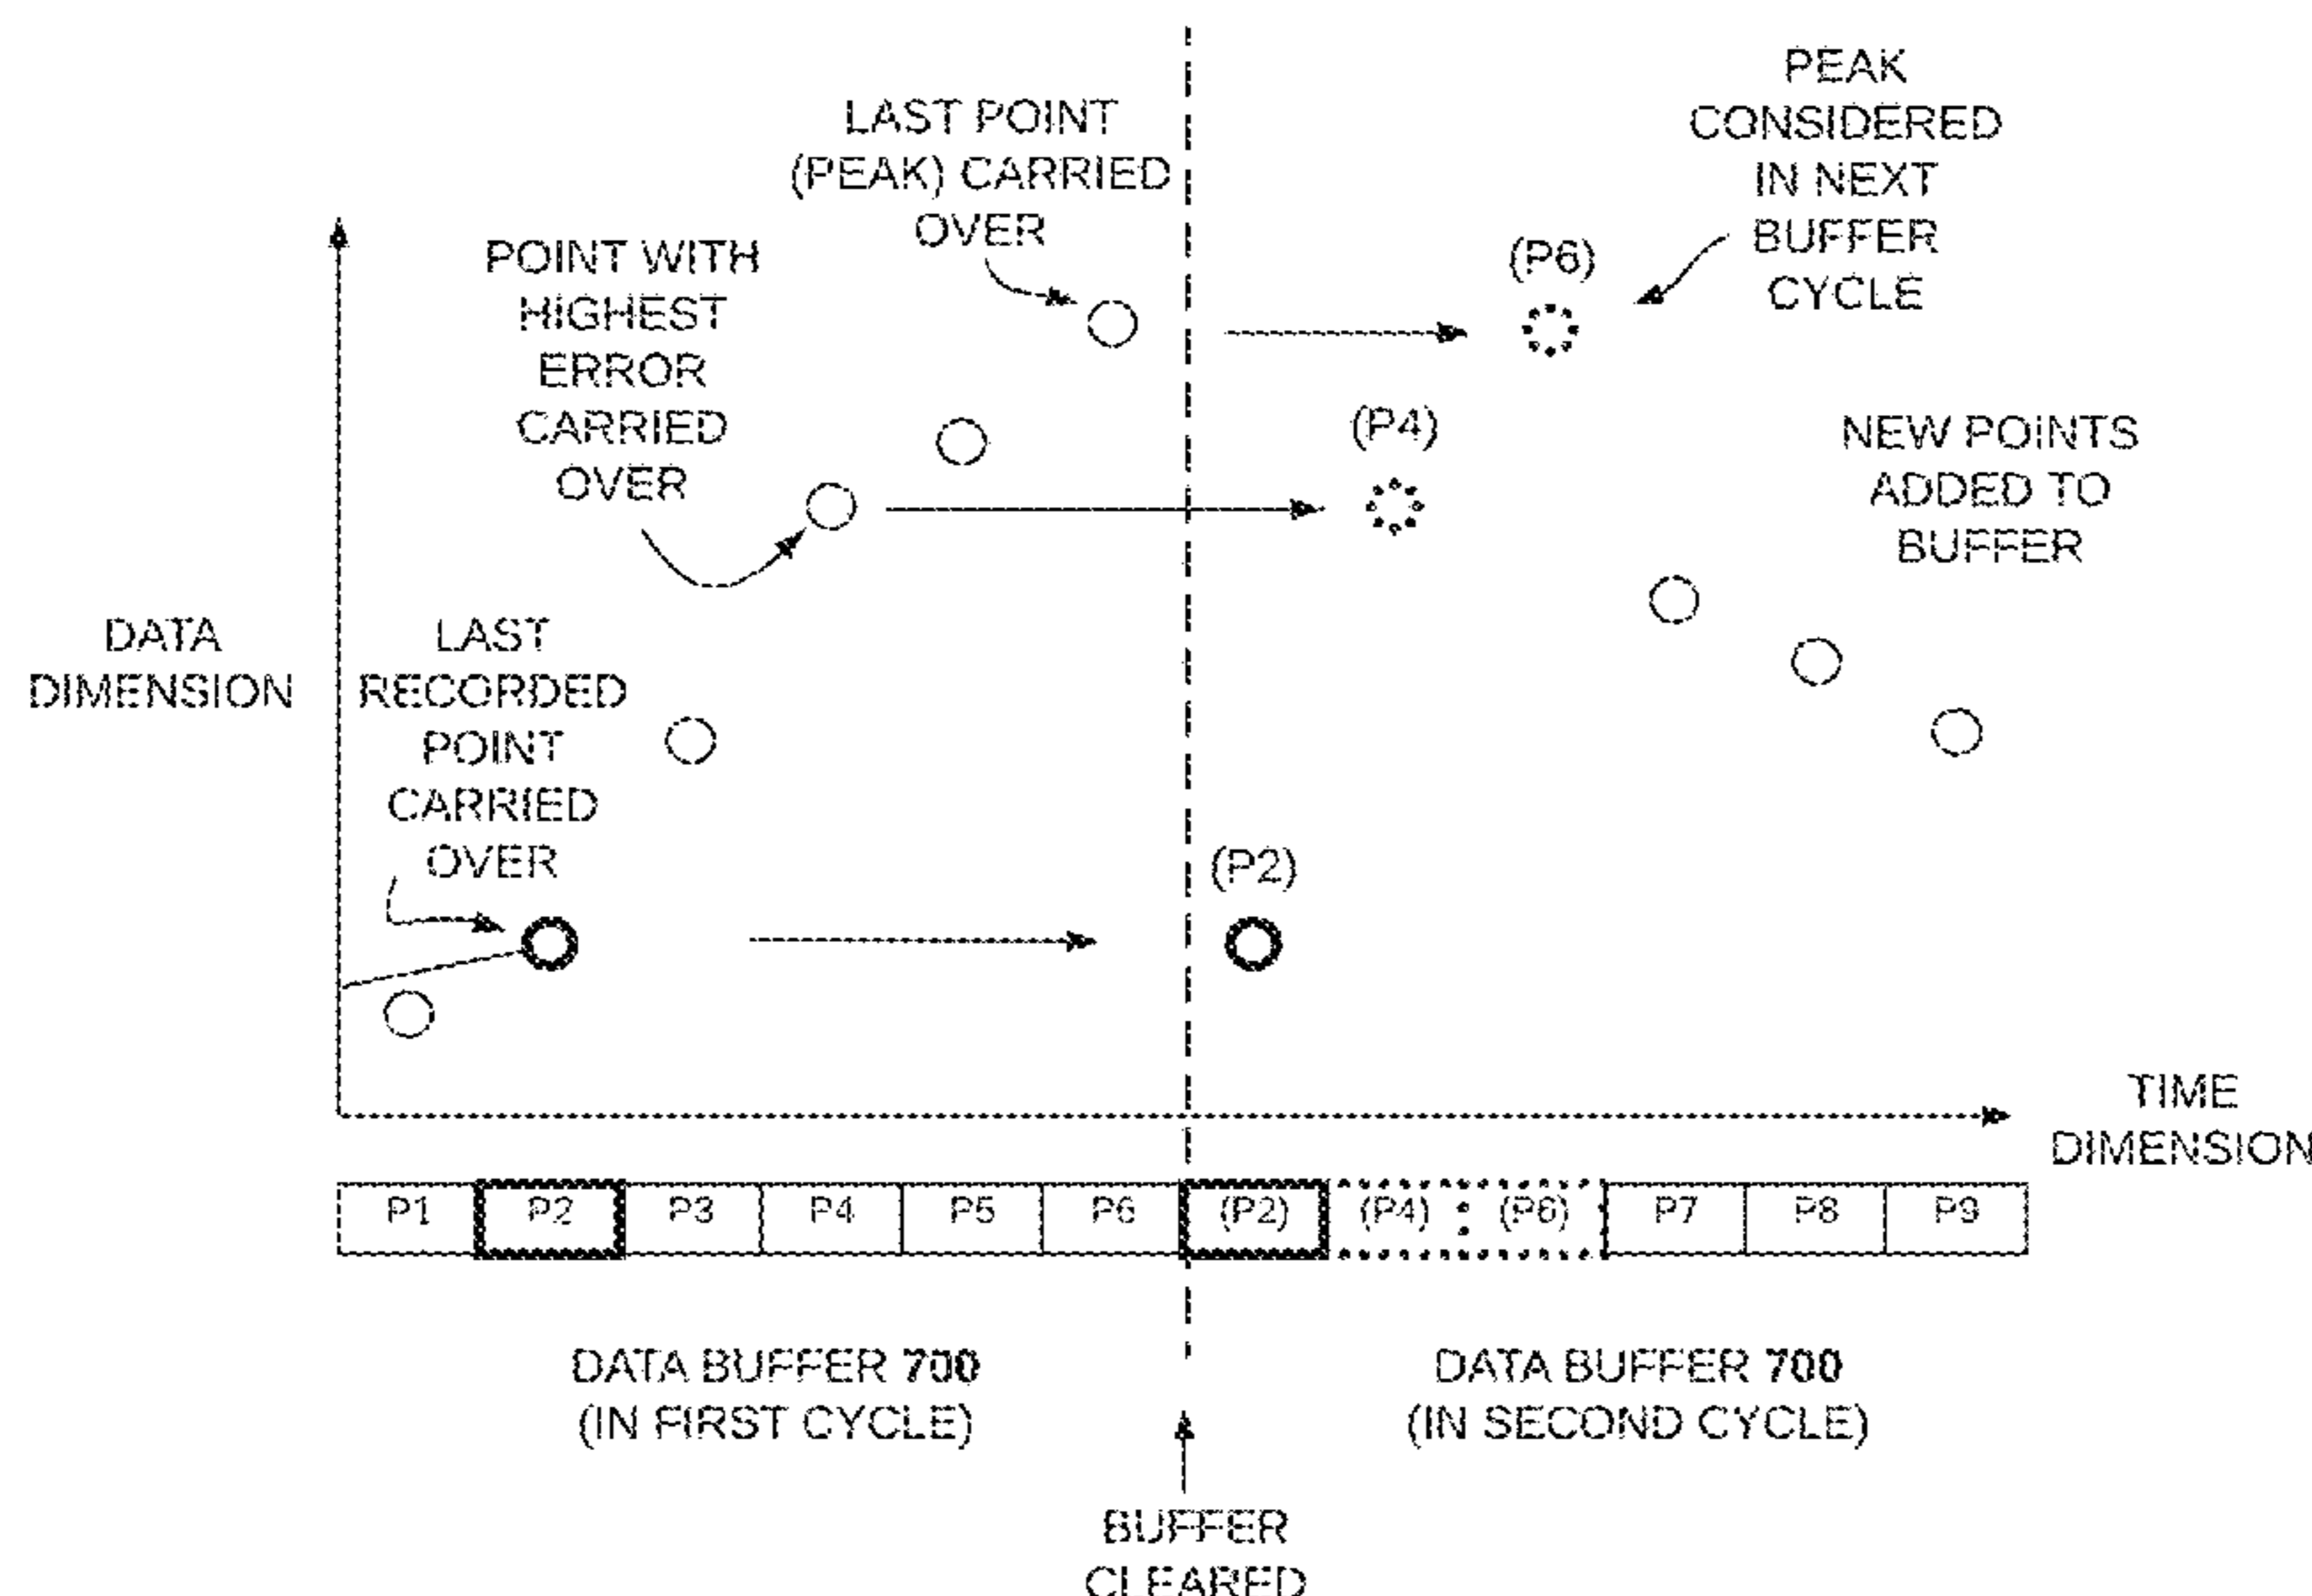 PEAK
CONSIDERED
IN NEXT
BUFFER
CYCLE
LAST POINT
(PEAK) CARRIED
OVER
POINT WITH
HIGHEST
ERROR
CARRIED
OVER
(P6)
(P4)
NEW POINTS
ADDED TO
BUFFER
DATA
DIMENSION
LAST
RECORDED
POINT
CARRIED
OVER
(P2)
TIME
DIMENSION
P1 P2 P3 P4 P5 P6 (P2) (P4) (P6) P7 P8 P9
DATA BUFFER 700
(IN FIRST CYCLE)
DATA BUFFER 700
(IN SECOND CYCLE)
BUFFER
CLEARED